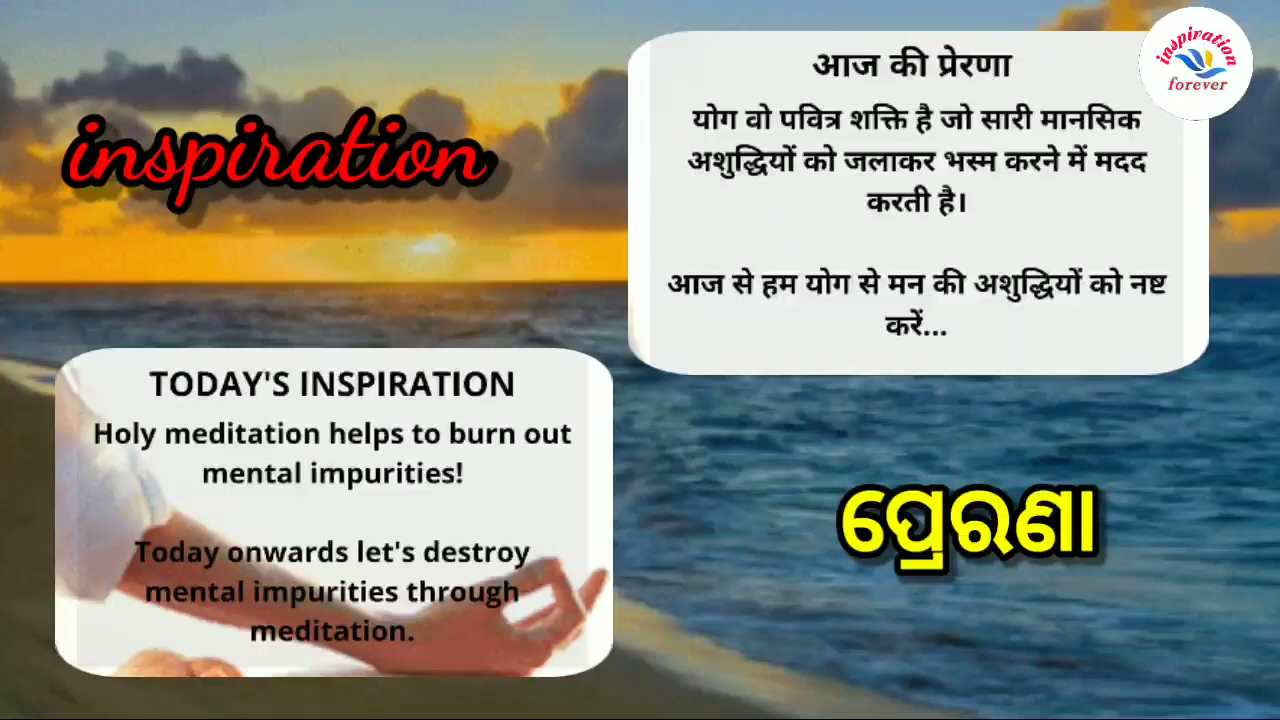 inspiration
आज की प्रेरणा
योग वो पवित्र शक्ति है जो सारी मानसिक
अशुद्धियों को जलाकर भस्म करने में मदद
करती है।
आज से हम योग से मन की अशुद्धियों को नष्ट
करें...
inspiration
forever
TODAY'S INSPIRATION
Holy meditation helps to burn out
mental impurities!
Today onwards let's destroy
mental impurities through
meditation.
ପ୍ରେରଣା